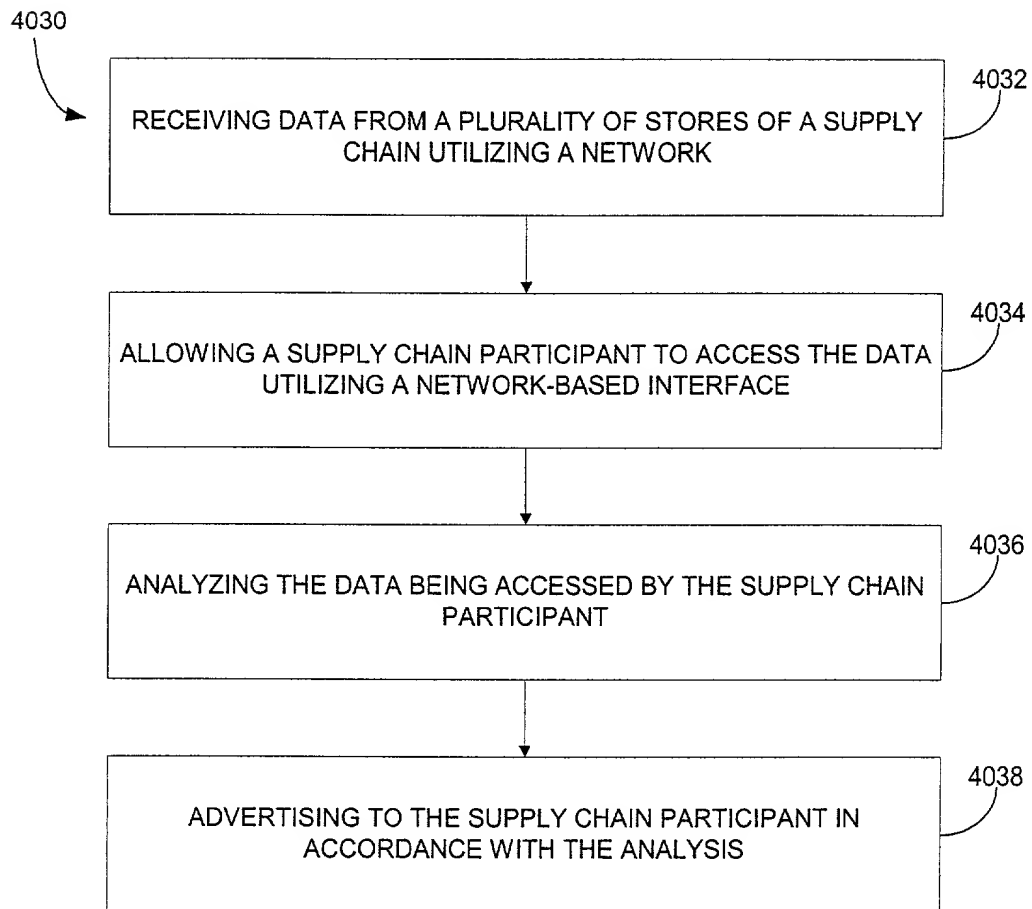 4030
4032
RECEIVING DATA FROM A PLURALITY OF STORES OF A SUPPLY
CHAIN UTILIZING A NETWORK
4034
ALLOWING A SUPPLY CHAIN PARTICIPANT TO ACCESS THE DATA
UTILIZING A NETWORK-BASED INTERFACE
4036
ANALYZING THE DATA BEING ACCESSED BY THE SUPPLY CHAIN
PARTICIPANT
4038
ADVERTISING TO THE SUPPLY CHAIN PARTICIPANT IN
ACCORDANCE WITH THE ANALYSIS